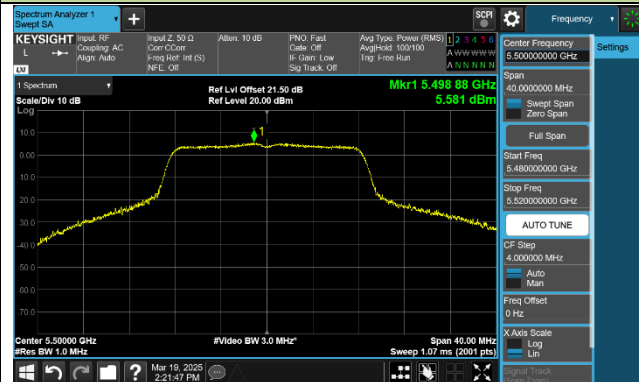 Spectrum Analyzer 1
Swept SA
+
SCPI
Frequency
KEYSIGHT
L
Input: RF
Coupling: AC
Align: Auto
Input Z: 50 Ω
Corr CCorr
Freq Ref: Int (S)
NFE: Off
Atten: 10 dB
PNO: Fast
Gate: Off
IF Gain: Low
Sig Track: Off
Avg Type: Power (RMS)
Avg|Hold: 100/100
Trig: Free Run
1 2 3 4 5 6
A W W W W W
A N N N N N
1 Spectrum
Scale/Div 10 dB
Log
Ref Lvl Offset 21.50 dB
Ref Level 20.00 dBm
Mkr1 5.498 88 GHz
5.581 dBm
1
10.0
0.00
-10.0
-20.0
-30.0
-40.0
-50.0
-60.0
-70.0
Center 5.50000 GHz
#Res BW 1.0 MHz
#Video BW 3.0 MHz*
Span 40.00 MHz
Sweep 1.07 ms (2001 pts)
Mar 19, 2025
2:21:47 PM
?
Center Frequency
5.500000000 GHz
Settings
Span
40.0000000 MHz
Swept Span
Zero Span
Full Span
Start Freq
5.480000000 GHz
Stop Freq
5.520000000 GHz
AUTO TUNE
CF Step
4.000000 MHz
Auto
Man
Freq Offset
0 Hz
X Axis Scale
Log
Lin
Signal Track
(Span Zoom)